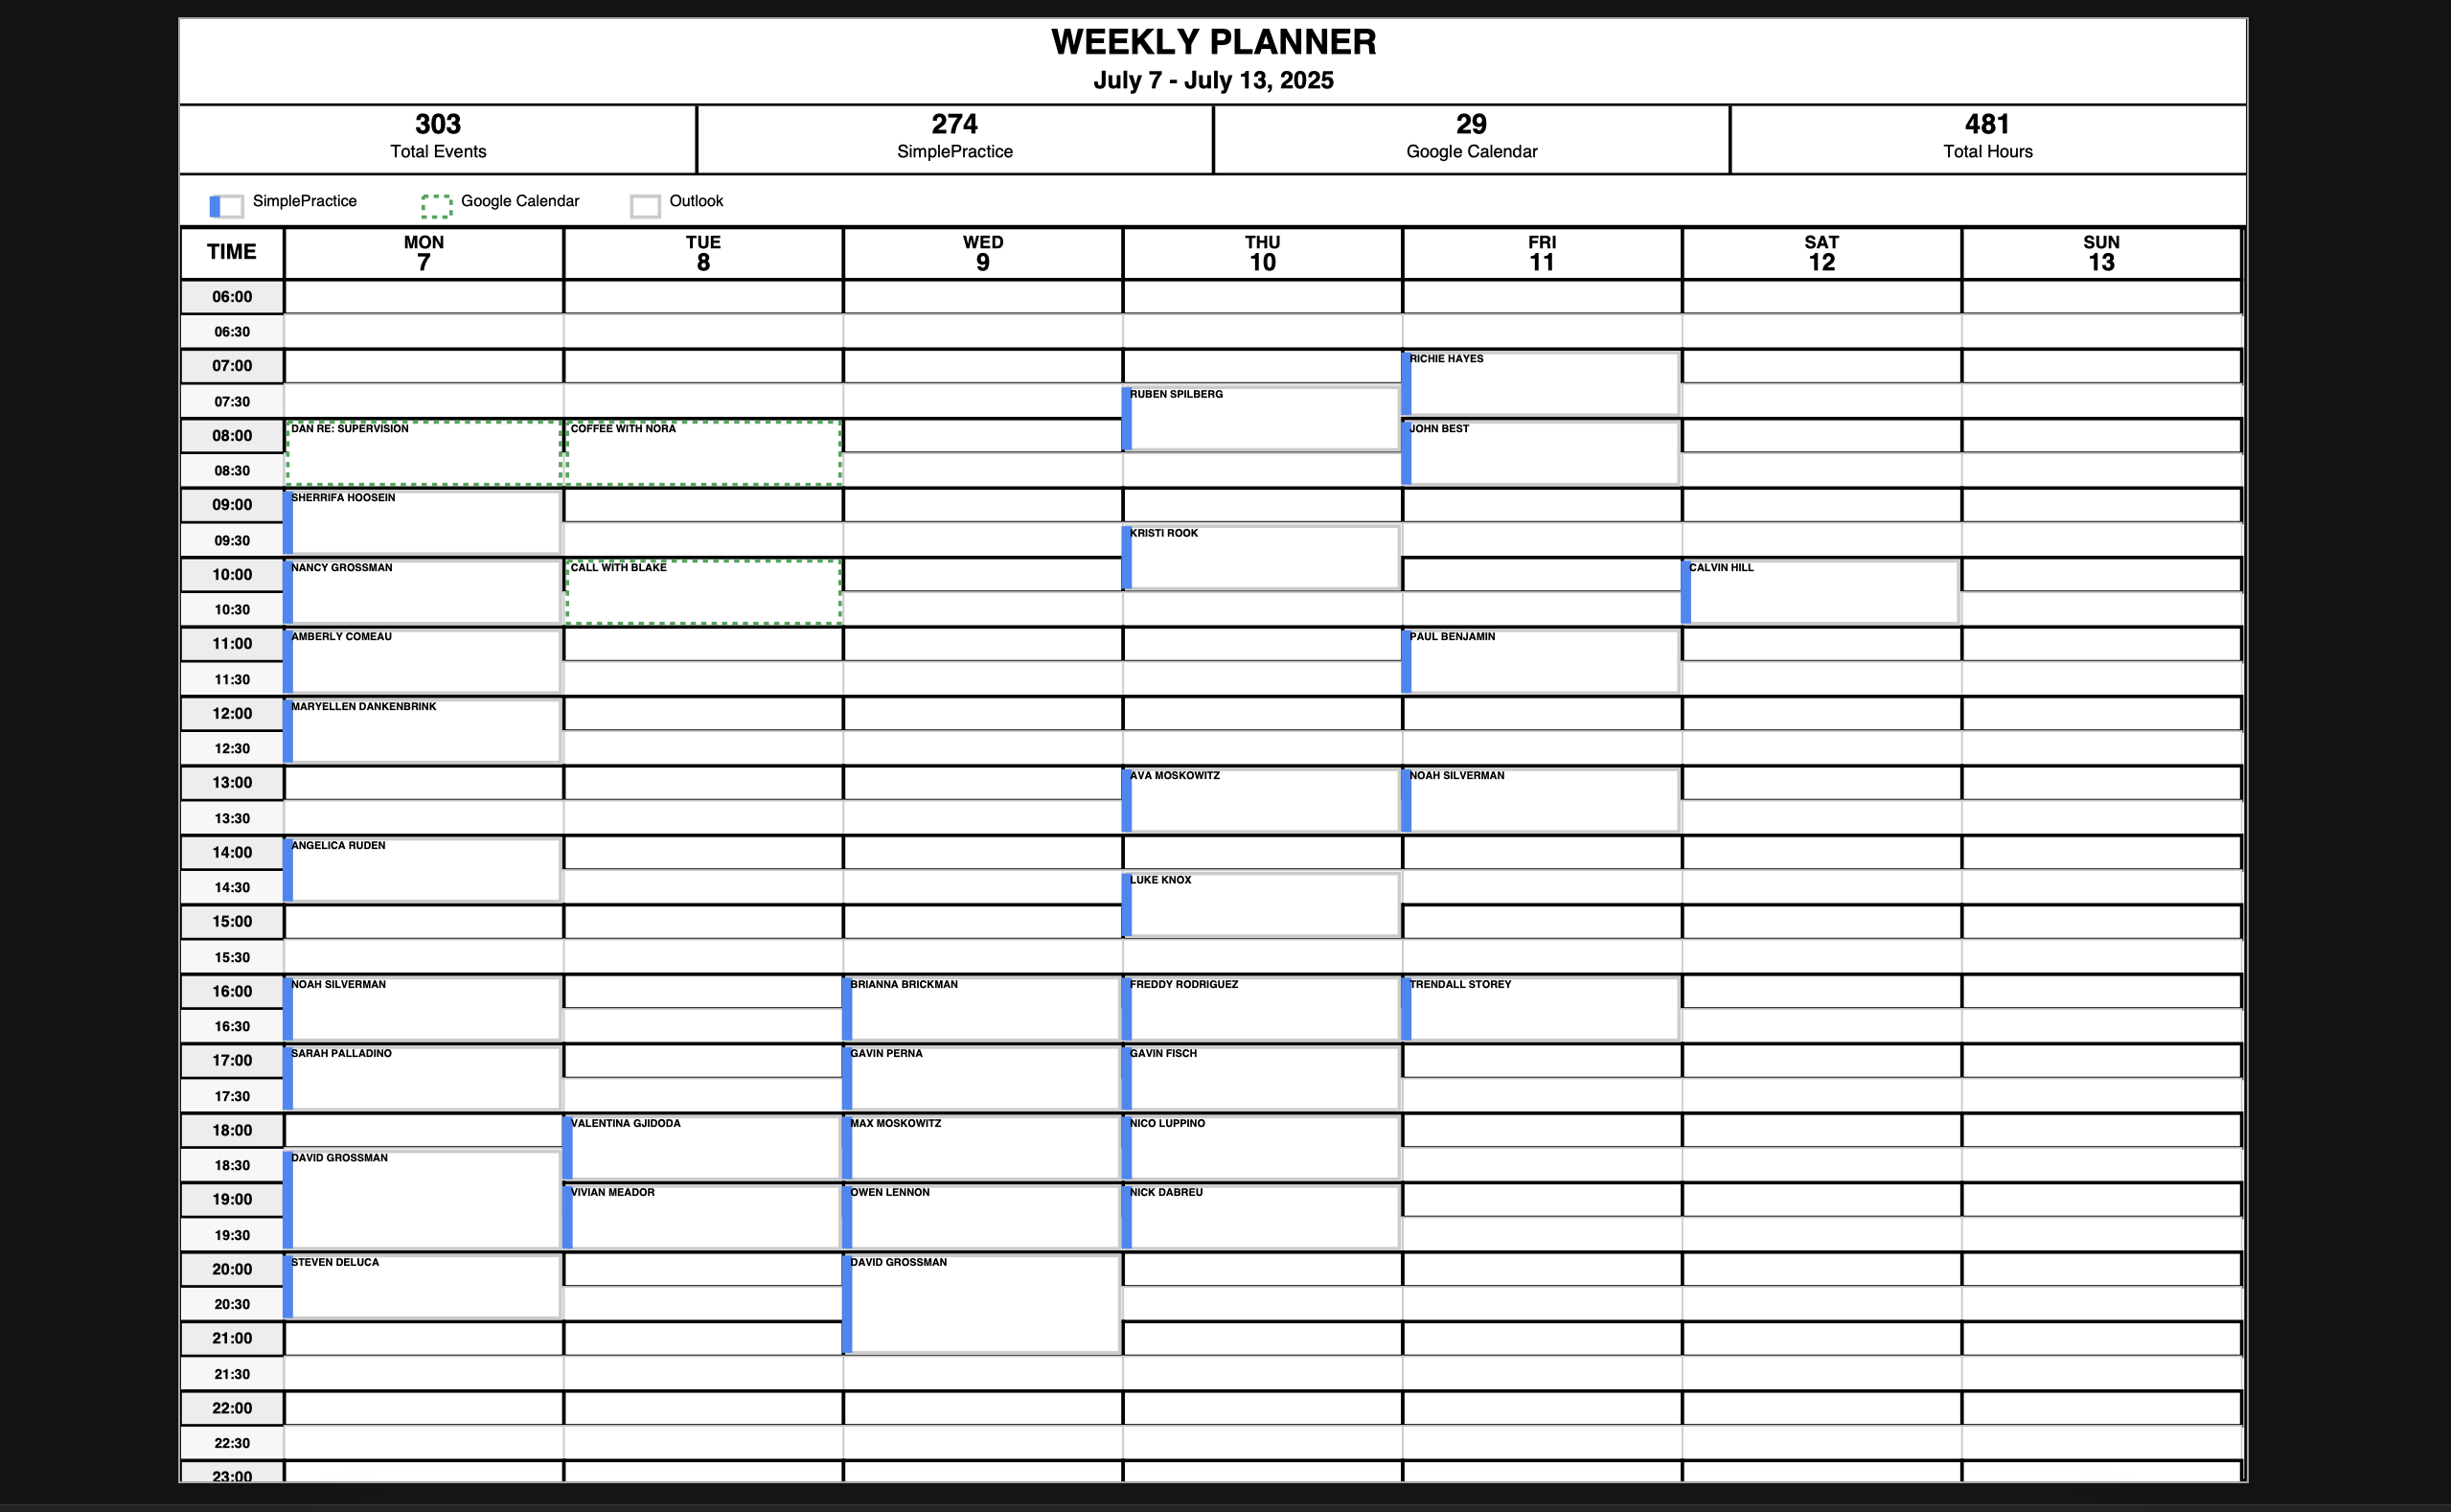 WEEKLY PLANNER
July 7 - July 13, 2025
303
Total Events
274
SimplePractice
29
Google Calendar
481
Total Hours
SimplePractice
Google Calendar
Outlook
TIME
MON
7
TUE
8
WED
9
THU
10
FRI
11
SAT
12
SUN
13
06:00
06:30
07:00
RICHIE HAYES
07:30
RUBEN SPILBERG
08:00
DAN RE: SUPERVISION
COFFEE WITH NORA
JOHN BEST
08:30
09:00
SHERRIFA HOOSEIN
09:30
KRISTI ROOK
10:00
NANCY GROSSMAN
CALL WITH BLAKE
CALVIN HILL
10:30
11:00
AMBERLY COMEAU
PAUL BENJAMIN
11:30
12:00
MARYELLEN DANKENBRINK
12:30
13:00
AVA MOSKOWITZ
NOAH SILVERMAN
13:30
14:00
ANGELICA RUDEN
14:30
LUKE KNOX
15:00
15:30
16:00
NOAH SILVERMAN
BRIANNA BRICKMAN
FREDDY RODRIGUEZ
TRENDALL STOREY
16:30
17:00
SARAH PALLADINO
GAVIN PERNA
GAVIN FISCH
17:30
18:00
VALENTINA GJIDODA
MAX MOSKOWITZ
NICO LUPPINO
18:30
DAVID GROSSMAN
19:00
VIVIAN MEADOR
OWEN LENNON
NICK DABREU
19:30
20:00
STEVEN DELUCA
DAVID GROSSMAN
20:30
21:00
21:30
22:00
22:30
23:00